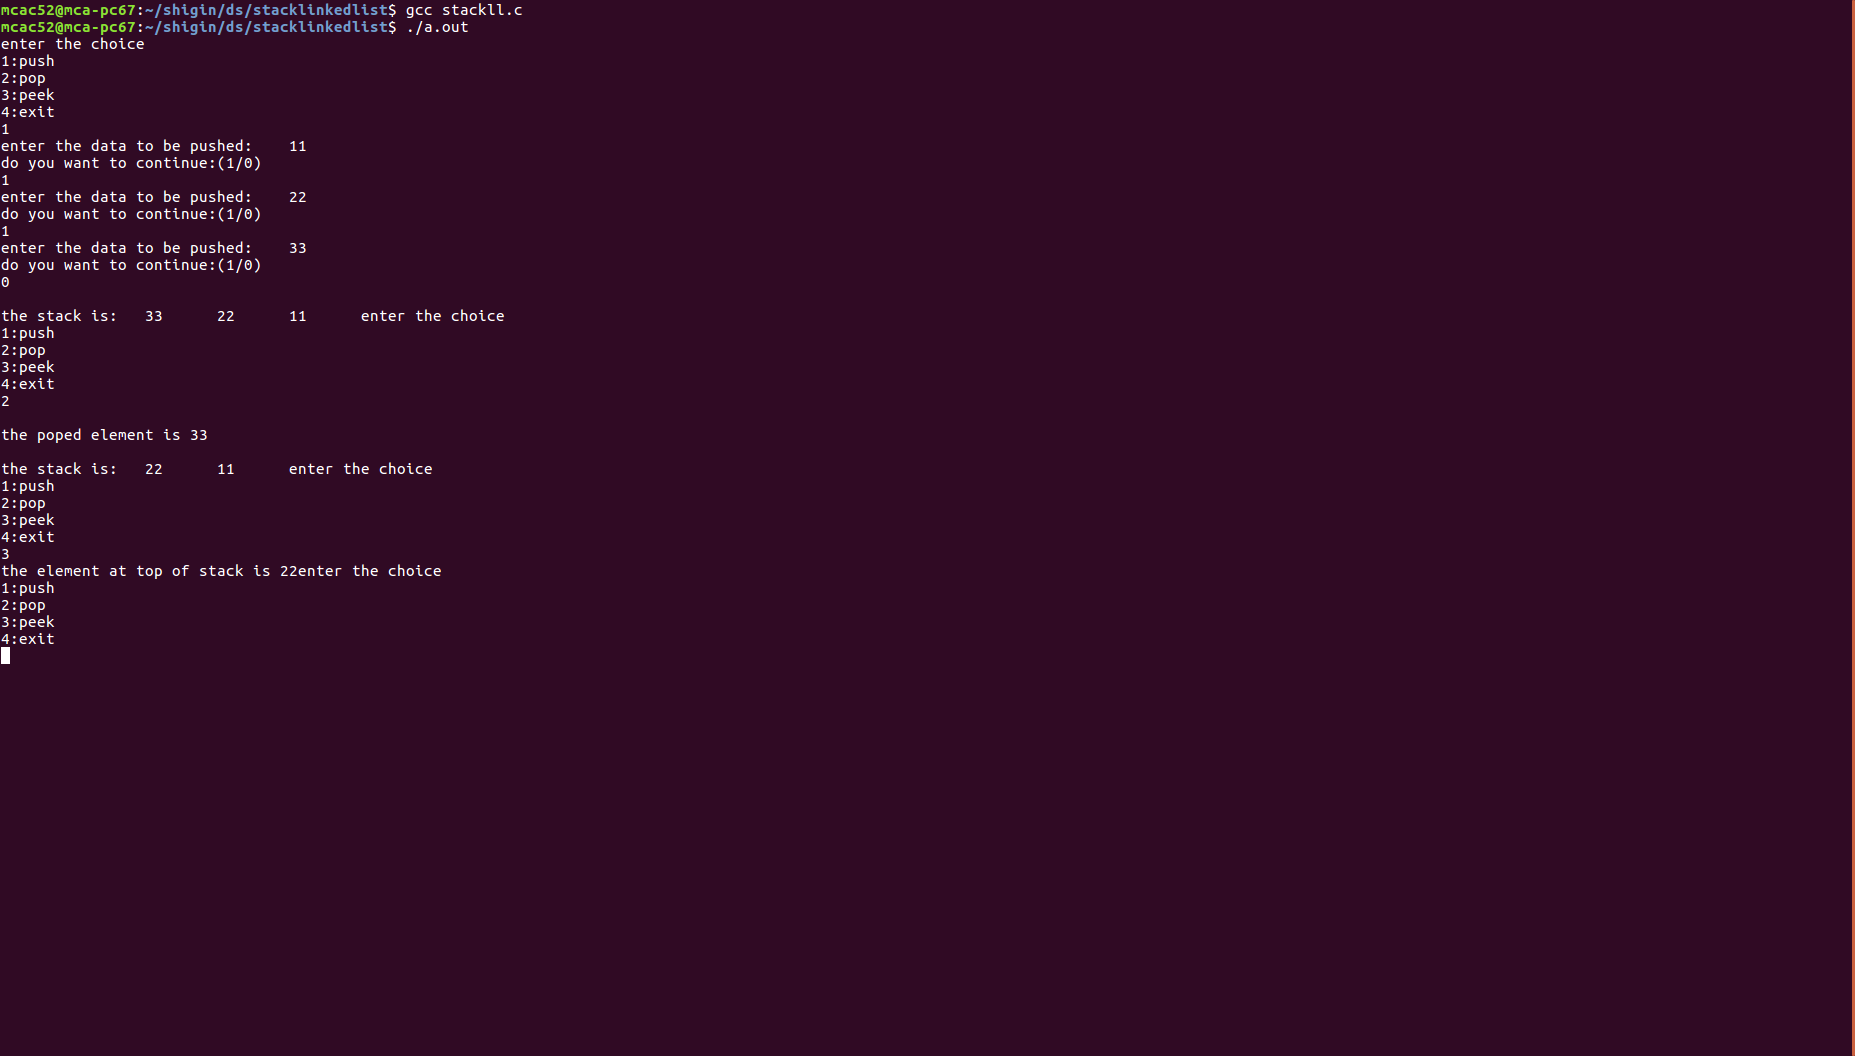 mcac52@mca-pc67:~/shigin/ds/stacklinkedlist$ gcc stackll.c
mcac52@mca-pc67:~/shigin/ds/stacklinkedlist$ ./a.out
enter the choice
1:push
2:pop
3:peek
4:exit
1
enter the data to be pushed:    11
do you want to continue:(1/0)
1
enter the data to be pushed:    22
do you want to continue:(1/0)
1
enter the data to be pushed:    33
do you want to continue:(1/0)
0
the stack is:   33      22      11      enter the choice
1:push
2:pop
3:peek
4:exit
2
the poped element is 33
the stack is:   22      11      enter the choice
1:push
2:pop
3:peek
4:exit
3
the element at top of stack is 22enter the choice
1:push
2:pop
3:peek
4:exit